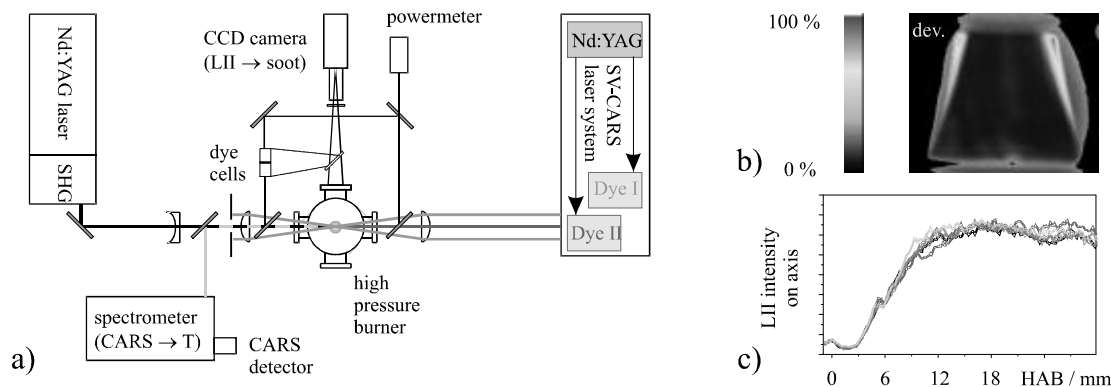 a)
Nd:YAG laser
SHG
CCD camera
(LII → soot)
powermeter
dye
cells
high
pressure
burner
spectrometer
(CARS → T)
CARS
detector
Nd:YAG
SV-CARS
laser system
Dye I
Dye II
b)
100 %
0 %
dev.
c)
LII intensity
on axis
0 6 12 18 HAB / mm